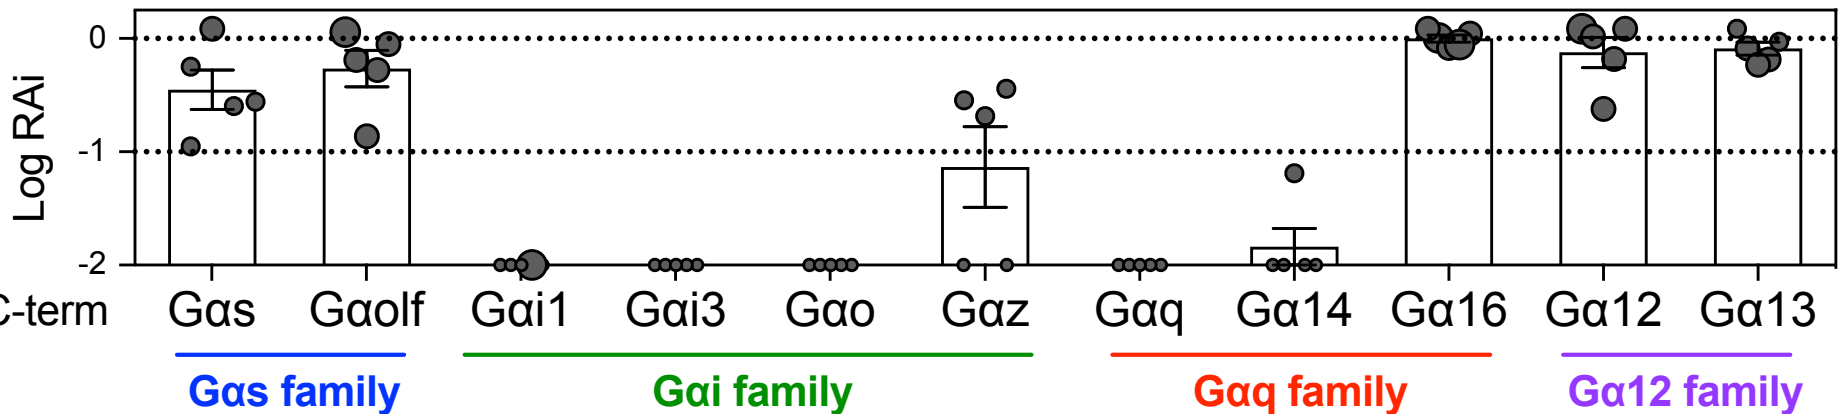 Log RAi
0
-1
-2
C-term Gαs Gαolf Gαi1 Gαi3 Gαo Gαz Gαq Gα14 Gα16 Gα12 Gα13
Gαs family Gαi family Gαq family Gα12 family